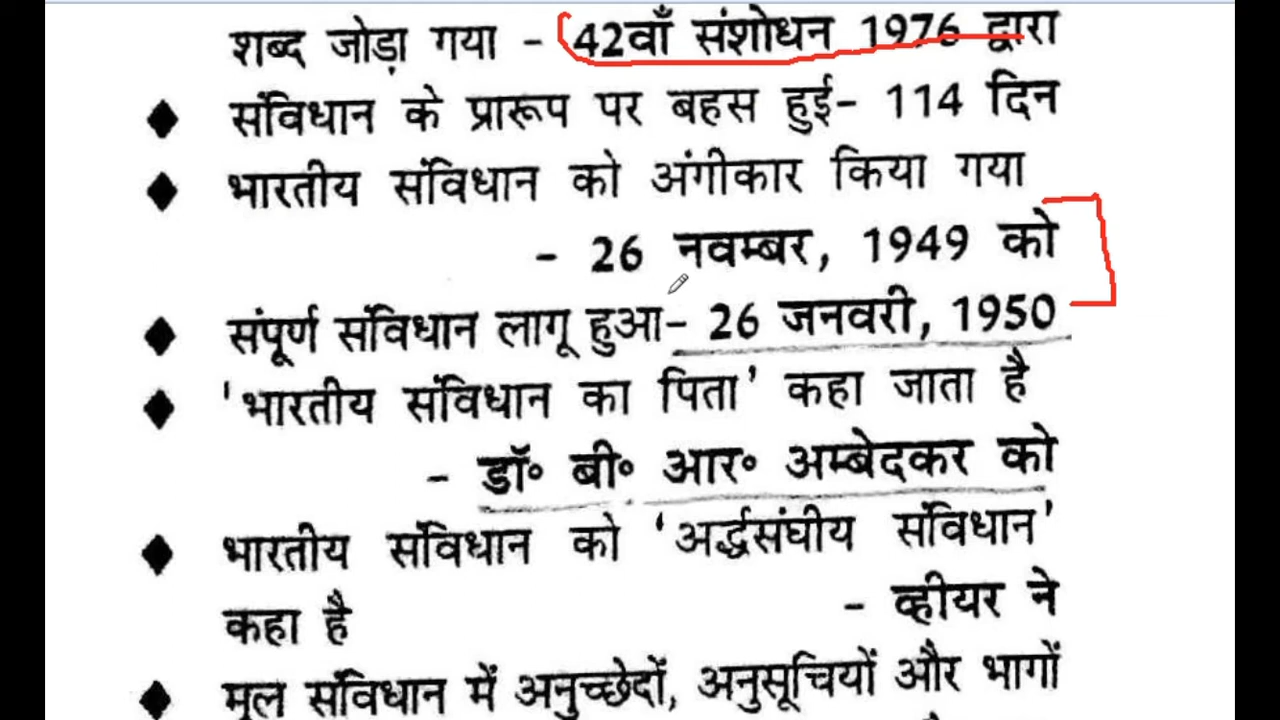 शब्द जोड़ा गया - 42वाँ संशोधन 1976 द्वारा
♦ संविधान के प्रारूप पर बहस हुई- 114 दिन
♦ भारतीय संविधान को अंगीकार किया गया
- 26 नवम्बर, 1949 को
♦ संपूर्ण संविधान लागू हुआ- 26 जनवरी, 1950
♦ 'भारतीय संविधान का पिता' कहा जाता है
- डॉ॰ बी॰ आर॰ अम्बेदकर को
♦ भारतीय संविधान को 'अर्द्धसंघीय संविधान'
कहा है - व्हीयर ने
♦ मूल संविधान में अनुच्छेदों, अनुसूचियों और भागों